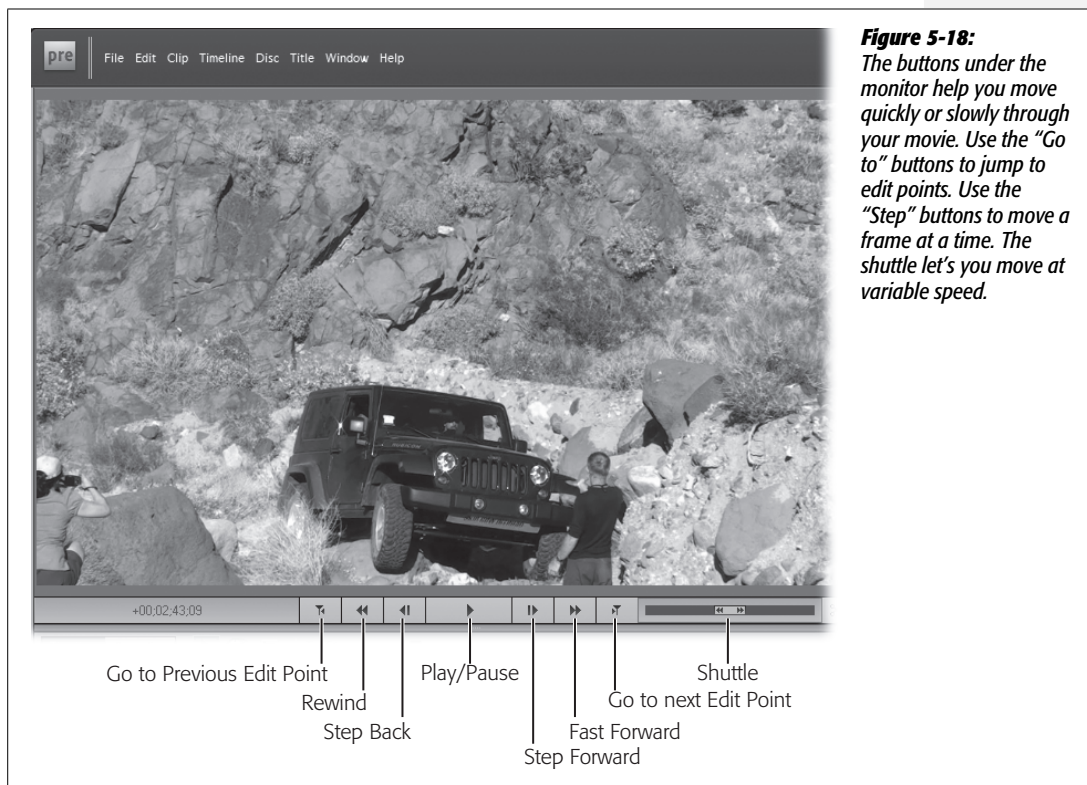 pre
File Edit Clip Timeline Disc Title Window Help
+00;02;43;09
Go to Previous Edit Point
Rewind
Step Back
Play/Pause
Step Forward
Fast Forward
Go to next Edit Point
Shuttle
Figure 5-18:
The buttons under the
monitor help you move
quickly or slowly through
your movie. Use the “Go
to” buttons to jump to
edit points. Use the
“Step” buttons to move a
frame at a time. The
shuttle let's you move at
variable speed.